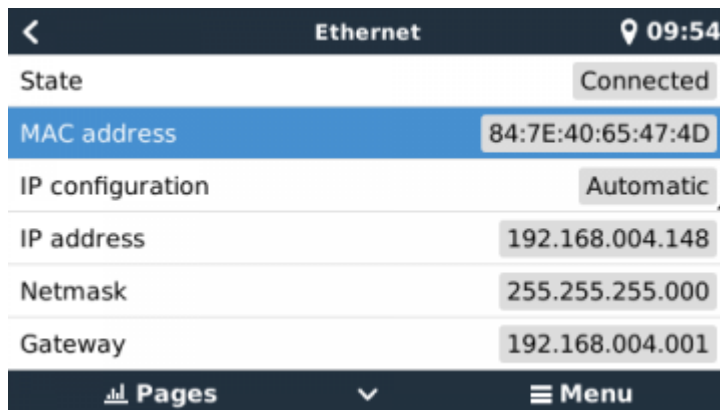 Ethernet 09:54
State Connected
MAC address 84:7E:40:65:47:4D
IP configuration Automatic
IP address 192.168.004.148
Netmask 255.255.255.000
Gateway 192.168.004.001
Pages Menu